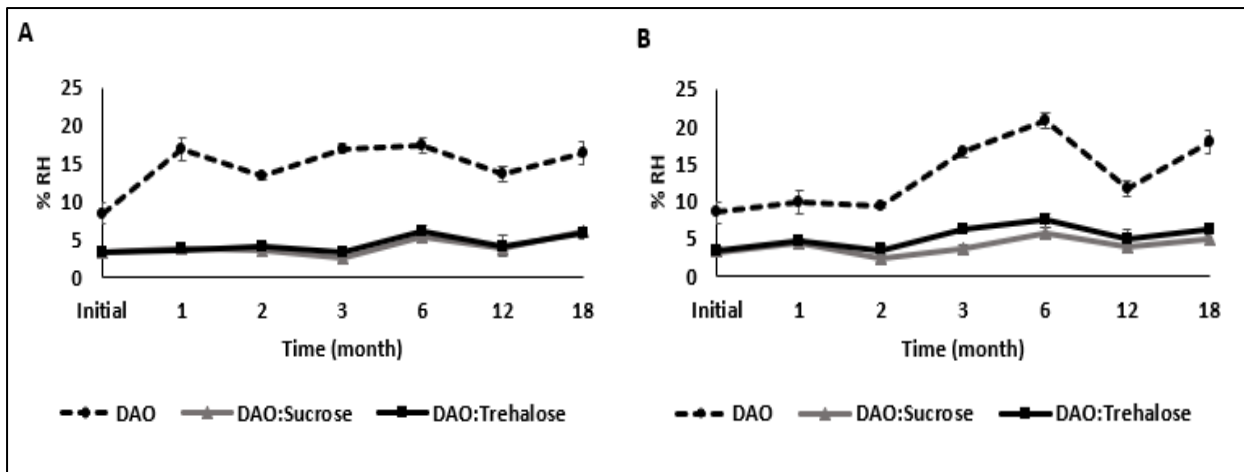 A
25
20
15
10
5
0
% RH
Initial 1 2 3 6 12 18
Time (month)
DAO DAO:Sucrose DAO:Trehalose
B
25
20
15
10
5
0
% RH
Initial 1 2 3 6 12 18
Time (month)
DAO DAO:Sucrose DAO:Trehalose